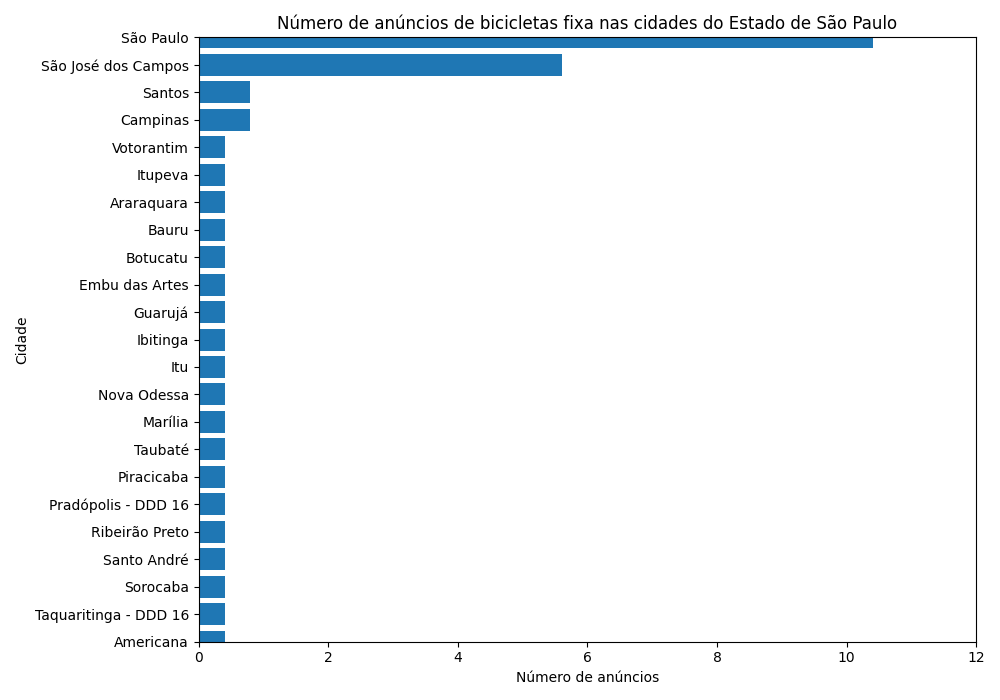 Número de anúncios de bicicletas fixa nas cidades do Estado de São Paulo
São Paulo
São José dos Campos
Santos
Campinas
Votorantim
Itupeva
Araraquara
Bauru
Botucatu
Embu das Artes
Guarujá
Ibitinga
Itu
Nova Odessa
Marília
Taubaté
Piracicaba
Pradópolis - DDD 16
Ribeirão Preto
Santo André
Sorocaba
Taquaritinga - DDD 16
Americana
Cidade
0 2 4 6 8 10 12
Número de anúncios